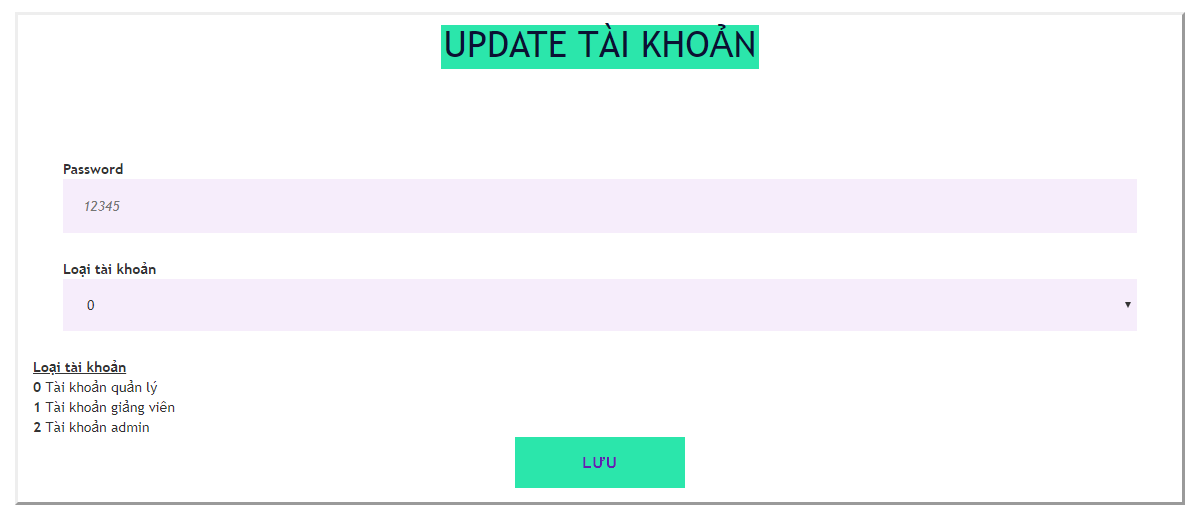 UPDATE TÀI KHOẢN
Password
12345
Loại tài khoản
0
Loại tài khoản
0 Tài khoản quản lý
1 Tài khoản giảng viên
2 Tài khoản admin
LƯU